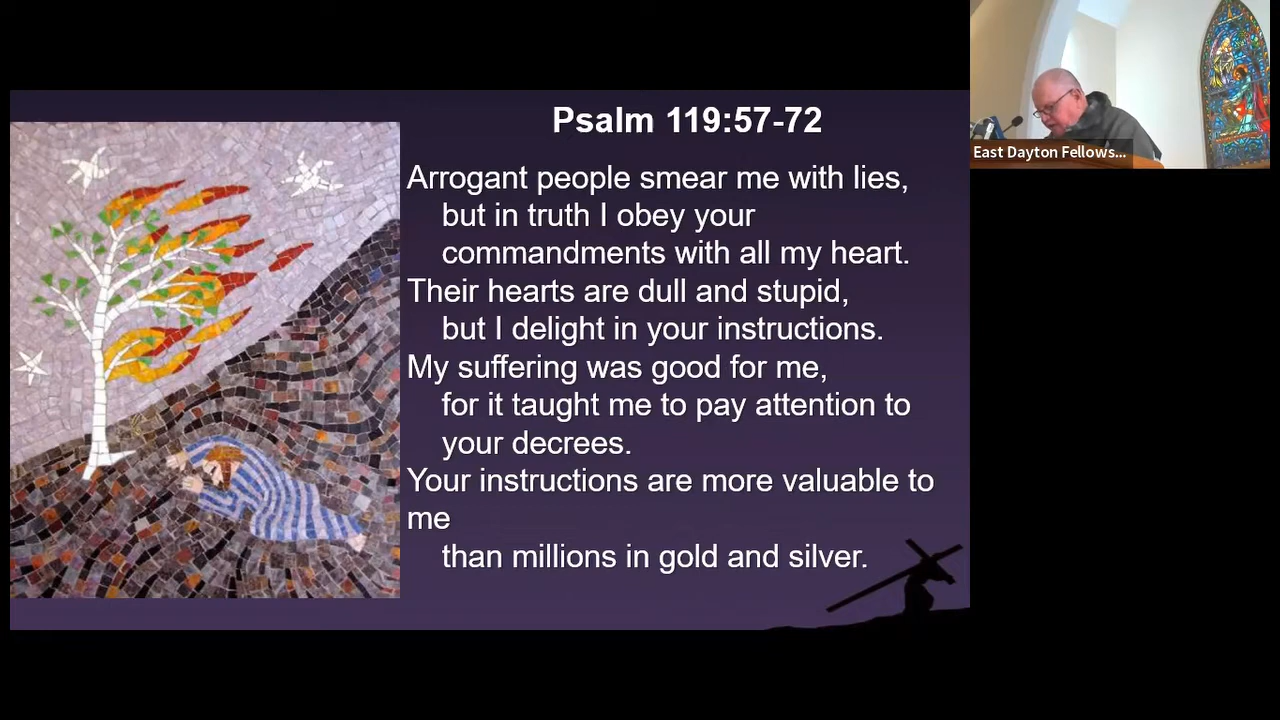 Psalm 119:57-72
Arrogant people smear me with lies,
but in truth I obey your
commandments with all my heart.
Their hearts are dull and stupid,
but I delight in your instructions.
My suffering was good for me,
for it taught me to pay attention to
your decrees.
Your instructions are more valuable to
me
than millions in gold and silver.
East Dayton Fellows...